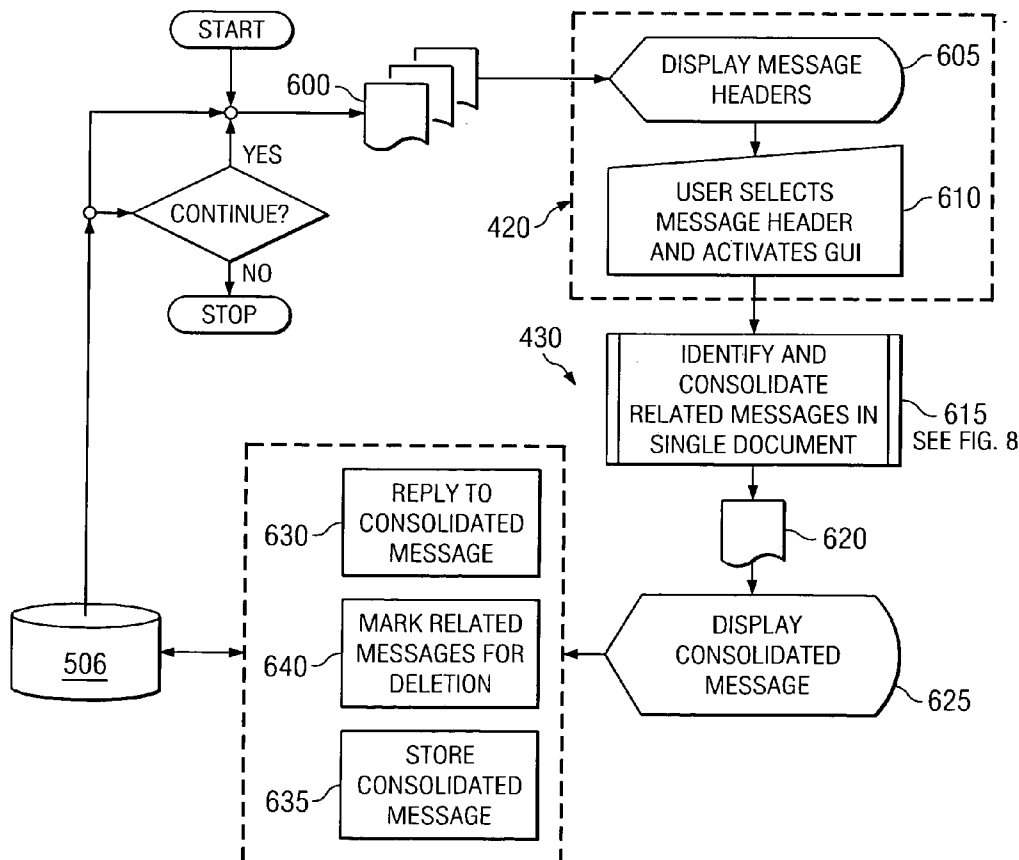 START
600
DISPLAY MESSAGE
HEADERS
605
YES
CONTINUE?
NO
STOP
420
USER SELECTS
MESSAGE HEADER
AND ACTIVATES GUI
610
430
IDENTIFY AND
CONSOLIDATE
RELATED MESSAGES IN
SINGLE DOCUMENT
615
SEE FIG. 8
620
630
REPLY TO
CONSOLIDATED
MESSAGE
506
640
MARK RELATED
MESSAGES FOR
DELETION
DISPLAY
CONSOLIDATED
MESSAGE
625
635
STORE
CONSOLIDATED
MESSAGE